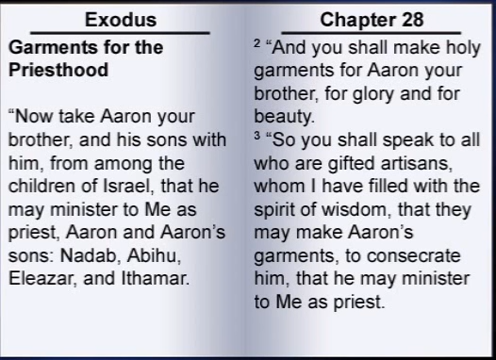 Exodus
Garments for the
Priesthood
“Now take Aaron your
brother, and his sons with
him, from among the
children of Israel, that he
may minister to Me as
priest, Aaron and Aaron’s
sons: Nadab, Abihu,
Eleazar, and Ithamar.
Chapter 28
2 “And you shall make holy
garments for Aaron your
brother, for glory and for
beauty.
3 “So you shall speak to all
who are gifted artisans,
whom I have filled with the
spirit of wisdom, that they
may make Aaron’s
garments, to consecrate
him, that he may minister
to Me as priest.